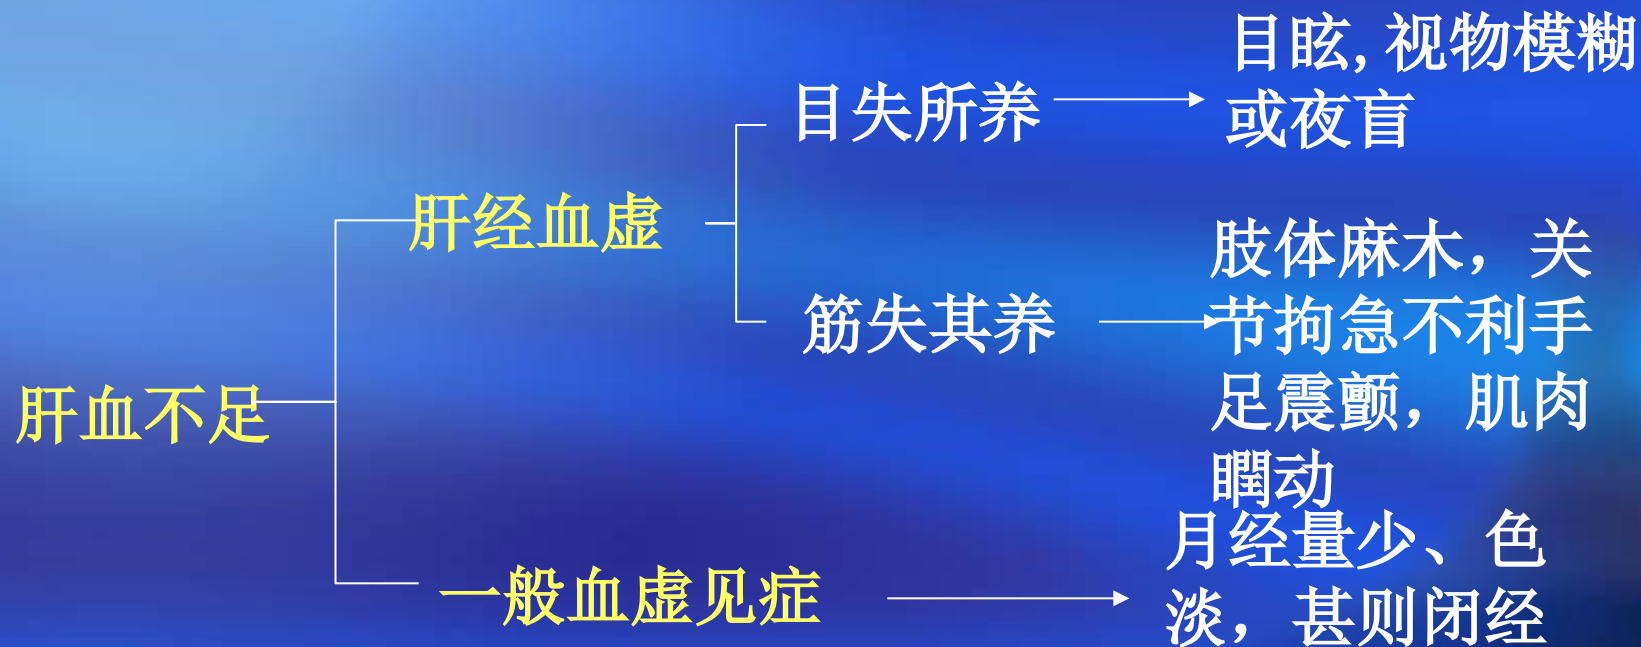 目眩,视物模糊
或夜盲
目失所养
肝经血虚
肢体麻木，关
节拘急不利手
足震颤，肌肉
瞤动
筋失其养
肝血不足
月经量少、色
淡，甚则闭经
一般血虚见症